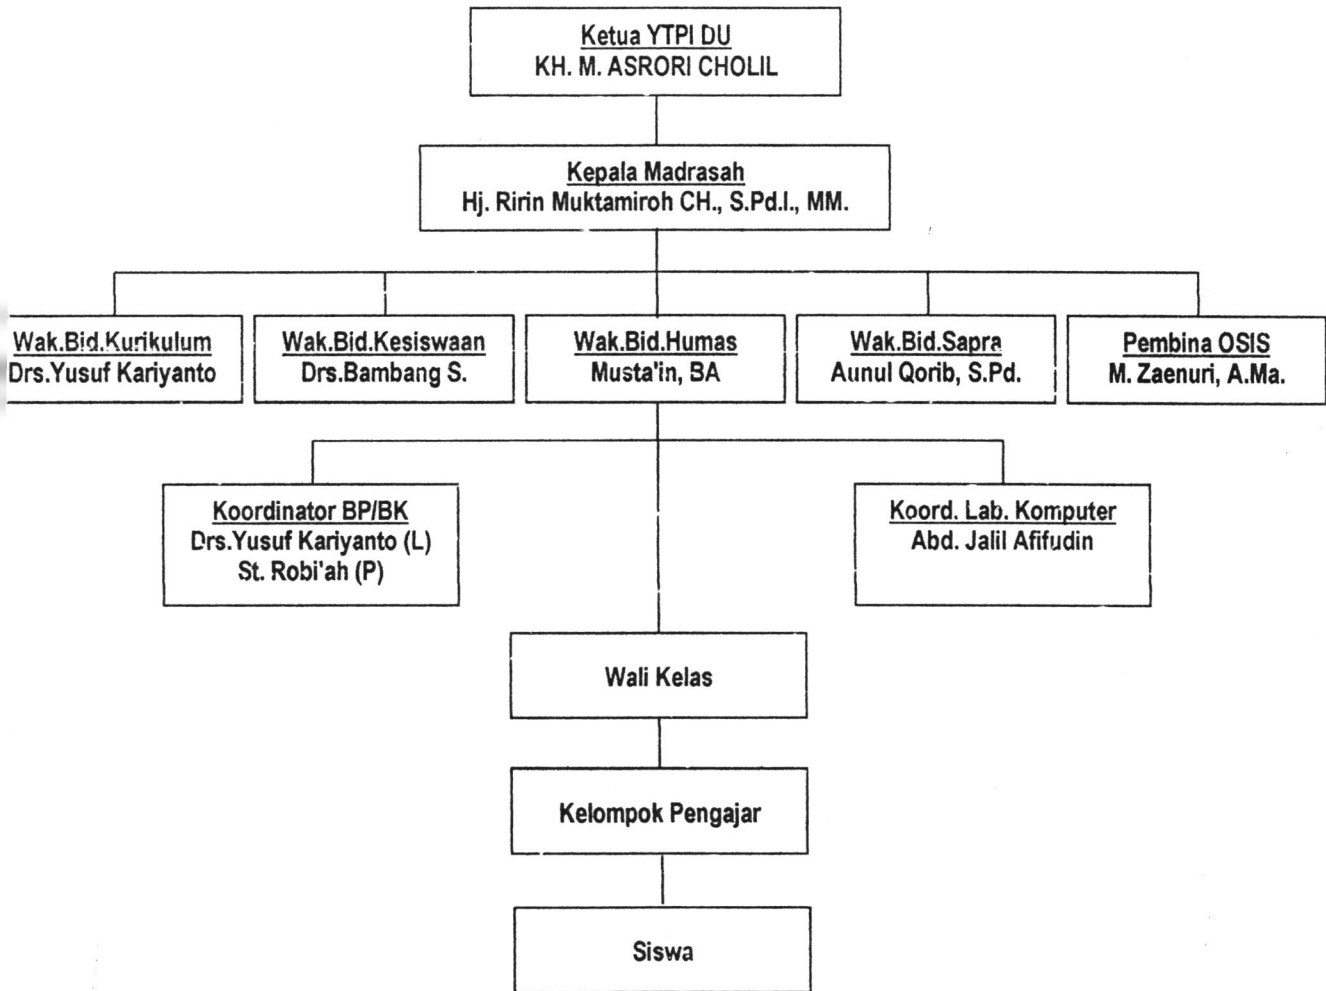 Ketua YTPI DU
KH. M. ASRORI CHOLIL
Kepala Madrasah
Hj. Ririn Muktamiroh CH., S.Pd.I., MM.
Wak.Bid.Kurikulum
Drs.Yusuf Kariyanto
Wak.Bid.Kesiswaan
Drs.Bambang S.
Wak.Bid.Humas
Musta'in, BA
Wak.Bid.Sapra
Aunul Qorib, S.Pd.
Pembina OSIS
M. Zaenuri, A.Ma.
Koordinator BP/BK
Drs.Yusuf Kariyanto (L)
St. Robi'ah (P)
Koord. Lab. Komputer
Abd. Jalil Afifudin
Wali Kelas
Kelompok Pengajar
Siswa